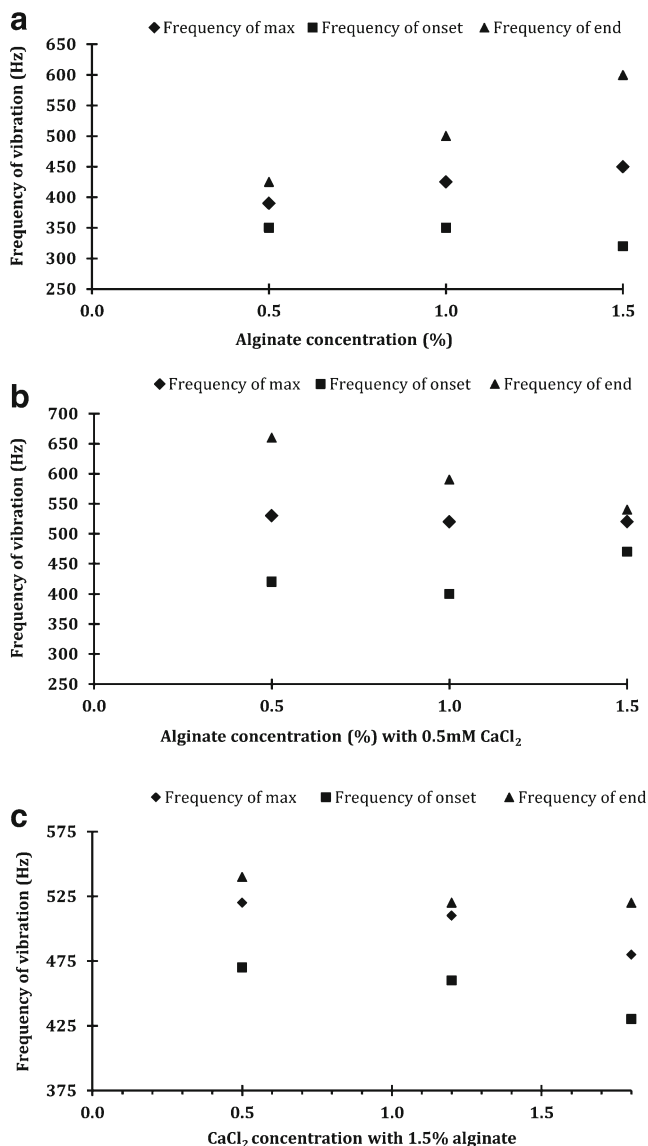 a
◆Frequency of max ■Frequency of onset ▲Frequency of end
Frequency of vibration (Hz)
650
600
550
500
450
400
350
300
250
0.0 0.5 1.0 1.5
Alginate concentration (%)
b
◆Frequency of max ■Frequency of onset ▲Frequency of end
Frequency of vibration (Hz)
700
650
600
550
500
450
400
350
300
250
0.0 0.5 1.0 1.5
Alginate concentration (%) with 0.5mM CaCl₂
c
◆Frequency of max ■Frequency of onset ▲Frequency of end
Frequency of vibration (Hz)
575
525
475
425
375
0.0 0.5 1.0 1.5
CaCl₂ concentration with 1.5% alginate